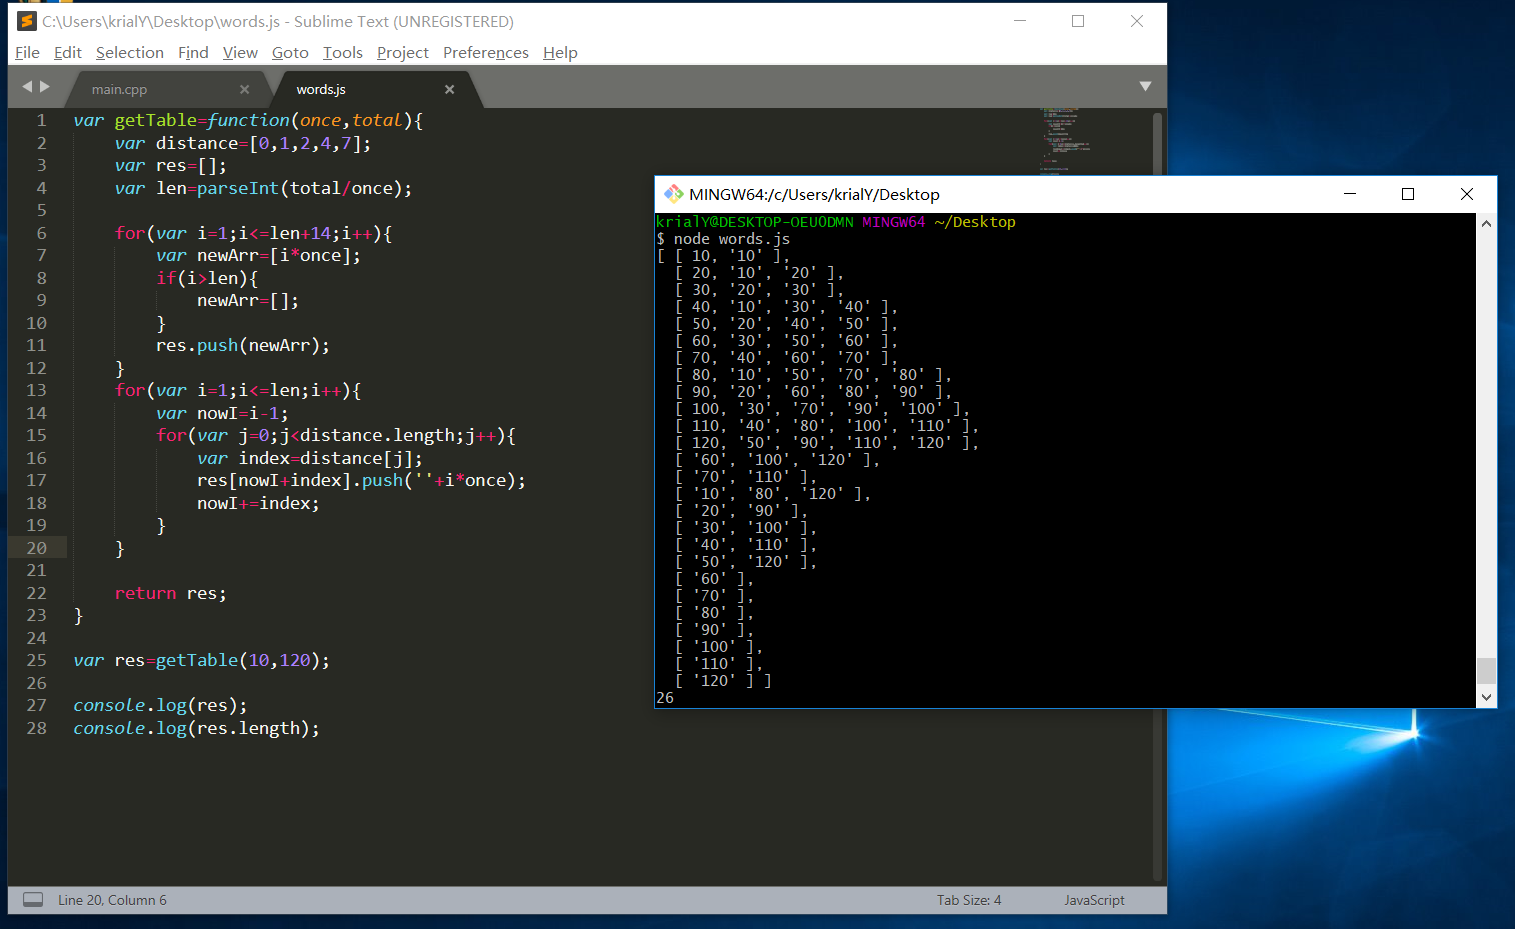 C:\Users\krialY\Desktop\words.js - Sublime Text (UNREGISTERED)
File Edit Selection Find View Goto Tools Project Preferences Help
main.cpp
words.js
1 var getTable=function(once,total){
2     var distance=[0,1,2,4,7];
3     var res=[];
4     var len=parseInt(total/once);
5
6     for(var i=1;i<=len+14;i++){
7         var newArr=[i*once];
8         if(i>len){
9             newArr=[];
10         }
11         res.push(newArr);
12     }
13     for(var i=1;i<=len;i++){
14         var nowI=i-1;
15         for(var j=0;j<distance.length;j++){
16             var index=distance[j];
17             res[nowI+index].push(''+i*once);
18             nowI+=index;
19         }
20     }
21
22     return res;
23 }
24
25 var res=getTable(10,120);
26
27 console.log(res);
28 console.log(res.length);
Line 20, Column 6
Tab Size: 4
JavaScript
MINGW64:/c/Users/krialY/Desktop
krialY@DESKTOP-OEUODMN MINGW64 ~/Desktop
$ node words.js
[ [ 10, '10' ],
  [ 20, '10', '20' ],
  [ 30, '20', '30' ],
  [ 40, '10', '30', '40' ],
  [ 50, '20', '40', '50' ],
  [ 60, '30', '50', '60' ],
  [ 70, '40', '60', '70' ],
  [ 80, '10', '50', '70', '80' ],
  [ 90, '20', '60', '80', '90' ],
  [ 100, '30', '70', '90', '100' ],
  [ 110, '40', '80', '100', '110' ],
  [ 120, '50', '90', '110', '120' ],
  [ '60', '100', '120' ],
  [ '70', '110' ],
  [ '10', '80', '120' ],
  [ '20', '90' ],
  [ '30', '100' ],
  [ '40', '110' ],
  [ '50', '120' ],
  [ '60' ],
  [ '70' ],
  [ '80' ],
  [ '90' ],
  [ '100' ],
  [ '110' ],
  [ '120' ] ]
26